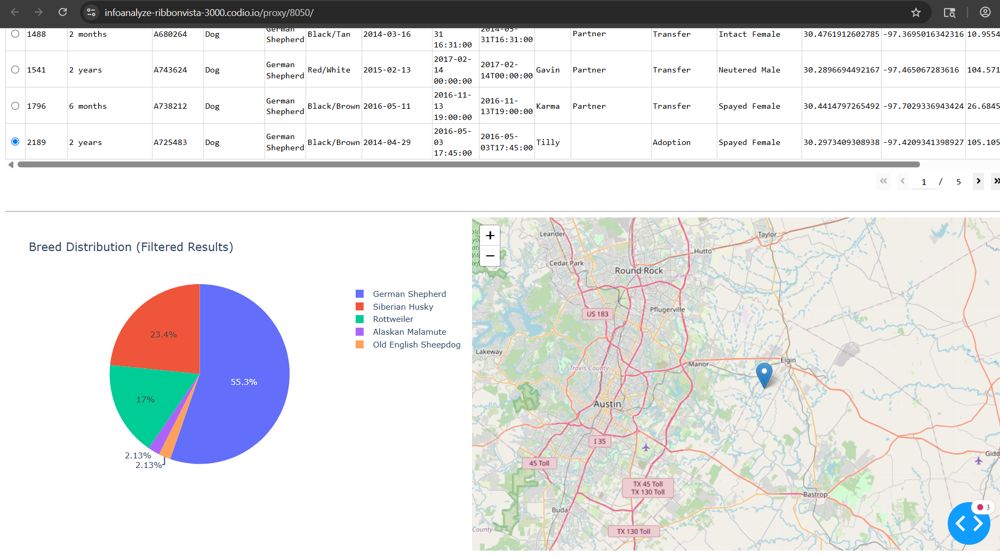 infoanalyze-ribbonvista-3000.codio.io/proxy/8050/
1488 2 months A680264 Dog German Shepherd Black/Tan 2014-03-16 31 16:31:00 2014-05-31T16:31:00 Partner Transfer Intact Female 30.4761912602785 -97.3695016342316 10.9554
1541 2 years A743624 Dog German Shepherd Red/White 2015-02-13 2017-02-14 00:00:00 2017-02-14T00:00:00 Gavin Partner Transfer Neutered Male 30.2896694492167 -97.465067283616 104.571
1796 6 months A738212 Dog German Shepherd Black/Brown 2016-05-11 2016-11-13 19:00:00 2016-11-13T19:00:00 Karma Partner Transfer Spayed Female 30.4414797265492 -97.7029336943424 26.6845
2189 2 years A725483 Dog German Shepherd Black/Brown 2014-04-29 2016-05-03 17:45:00 2016-05-03T17:45:00 Tilly Adoption Spayed Female 30.2973409308938 -97.4209341398927 105.105
1 / 5
Breed Distribution (Filtered Results)
German Shepherd
Siberian Husky
Rottweiler
Alaskan Malamute
Old English Sheepdog
23.4%
55.3%
17%
2.13%
2.13%
+
−
Leander
Taylor
Hutto
Cedar Park
Round Rock
Pflugerville
US 183
Lakeway
Travis County
Manor
Elgin
Austin
I 35
45 Toll
Gidd
TX 45 Toll
TX 130 Toll
Bastrop
Buda
County
TX 130 Toll
3